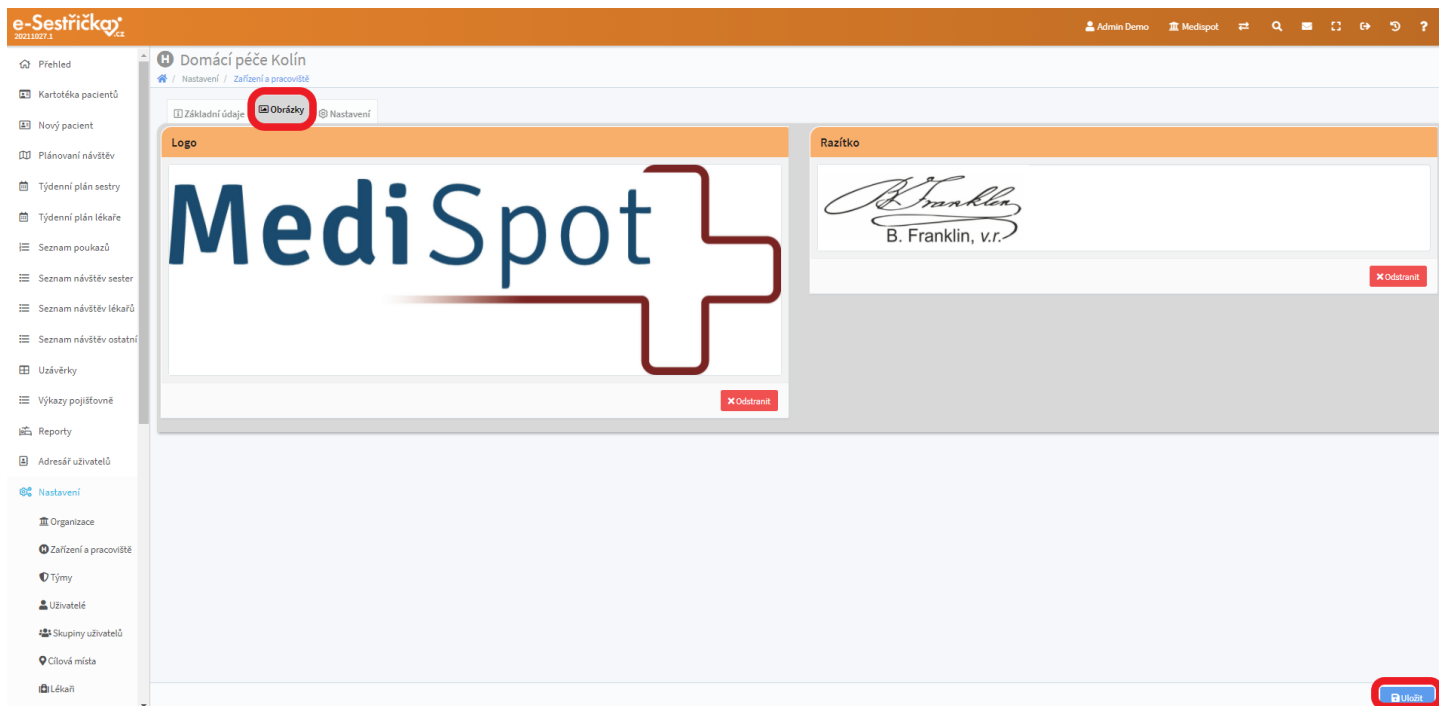 e-Sestřička.cz
20211027.1
Admin Demo
Medispot
Přehled
Kartotéka pacientů
Nový pacient
Plánovaní návštěv
Týdenní plán sestry
Týdenní plán lékaře
Seznam poukazů
Seznam návštěv sester
Seznam návštěv lékařů
Seznam návštěv ostatní
Uzávěrky
Výkazy pojišťovně
Reporty
Adresář uživatelů
Nastavení
Organizace
Zařízení a pracoviště
Týmy
Uživatelé
Skupiny uživatelů
Cílová místa
Lékaři
Domácí péče Kolín
/ Nastavení / Zařízení a pracoviště
Základní údaje
Obrázky
Nastavení
Logo
MediSpot
Odstranit
Razítko
B Franklin
B. Franklin, v.r.
Odstranit
Uložit